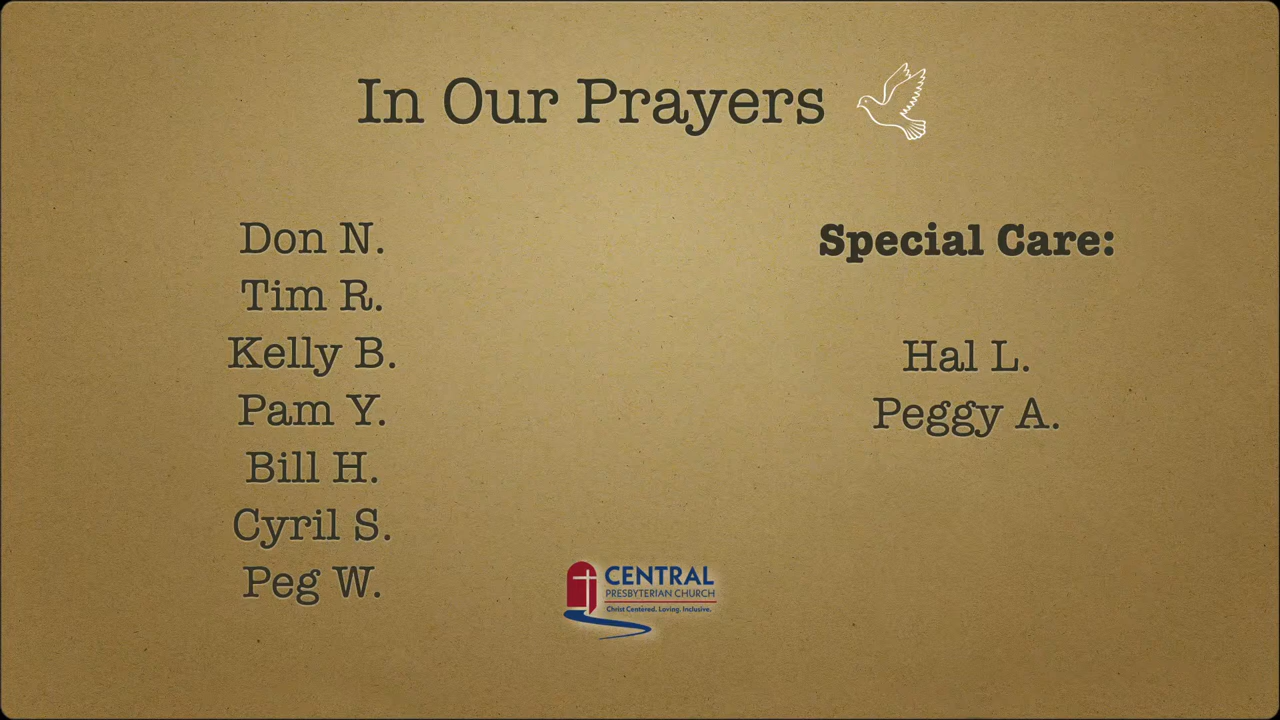 In Our Prayers
Don N.
Tim R.
Kelly B.
Pam Y.
Bill H.
Cyril S.
Peg W.
Special Care:
Hal L.
Peggy A.
CENTRAL
PRESBYTERIAN CHURCH
Christ Centered. Loving. Inclusive.